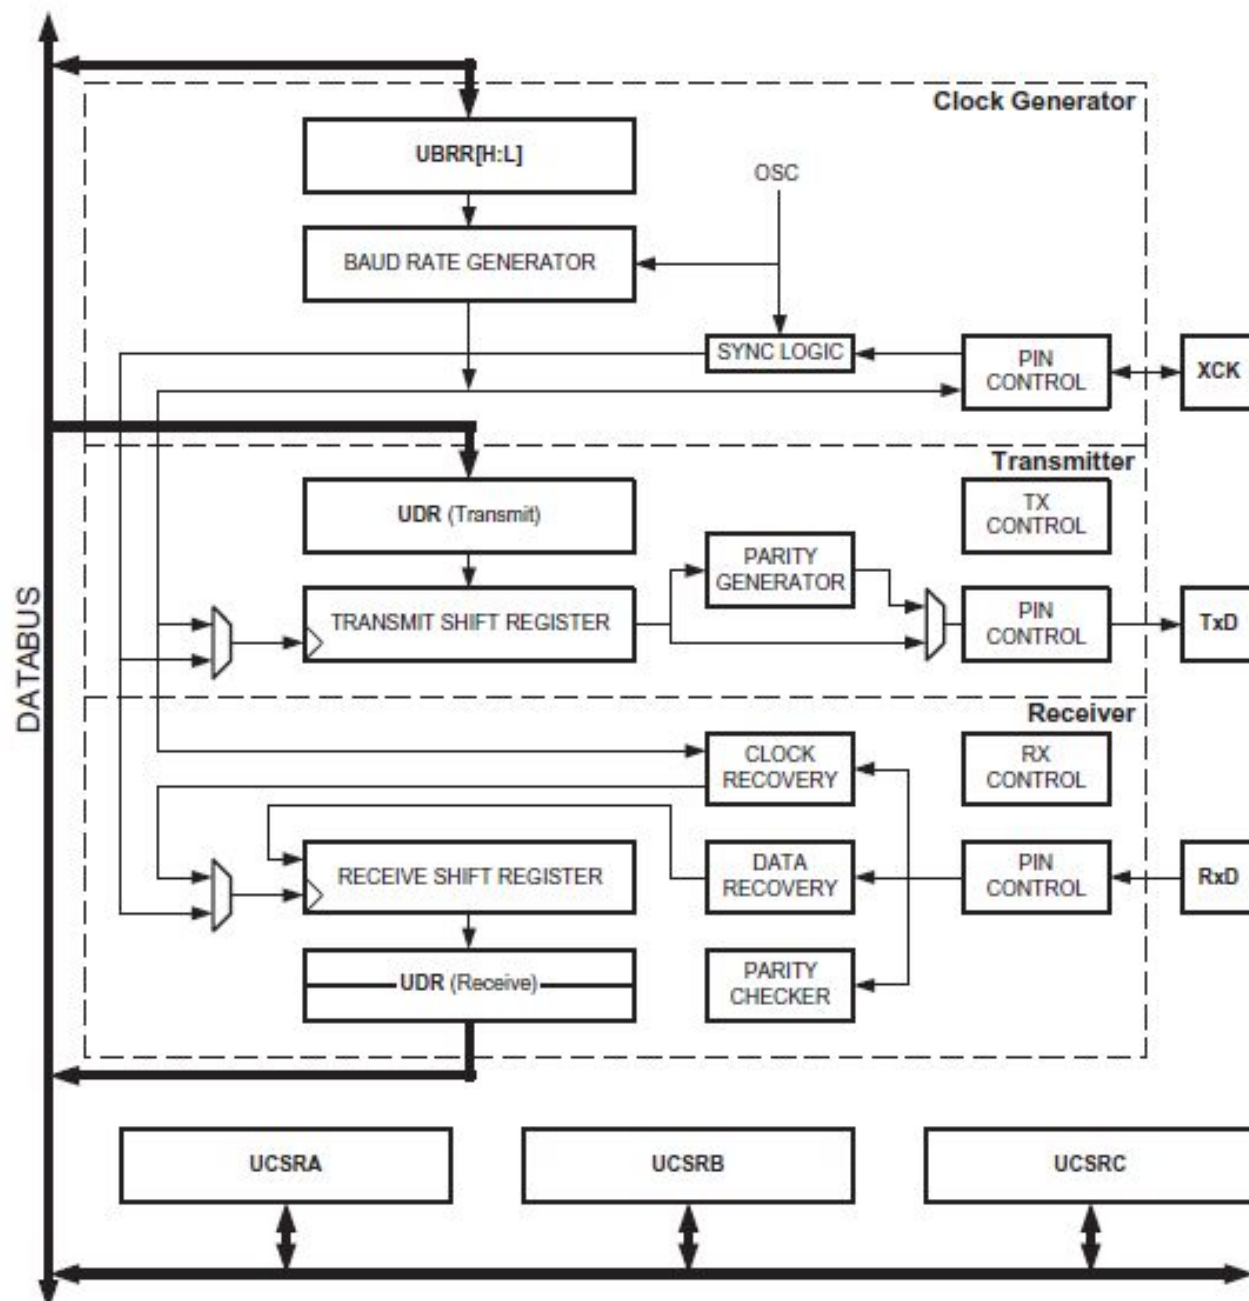 Clock Generator
UBRR[H:L]
OSC
BAUD RATE GENERATOR
SYNC LOGIC
PIN
CONTROL
XCK
Transmitter
UDR (Transmit)
TX
CONTROL
PARITY
GENERATOR
TRANSMIT SHIFT REGISTER
PIN
CONTROL
TxD
DATABUS
Receiver
CLOCK
RECOVERY
RX
CONTROL
RECEIVE SHIFT REGISTER
DATA
RECOVERY
PIN
CONTROL
RxD
UDR (Receive)
PARITY
CHECKER
UCSRA
UCSRB
UCSRC